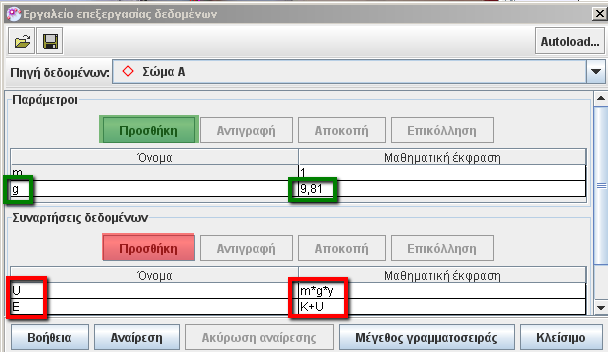 Εργαλείο επεξεργασίας δεδομένων
Autoload...
Πηγή δεδομένων: Σώμα Α
Παράμετροι
Προσθήκη Αντιγραφή Αποκοπή Επικόλληση
Όνομα Μαθηματική έκφραση
m 1
g 9,81
Συναρτήσεις δεδομένων
Προσθήκη Αντιγραφή Αποκοπή Επικόλληση
Όνομα Μαθηματική έκφραση
U m*g*y
E K+U
Βοήθεια Αναίρεση Ακύρωση αναίρεσης Μέγεθος γραμματοσειράς Κλείσιμο